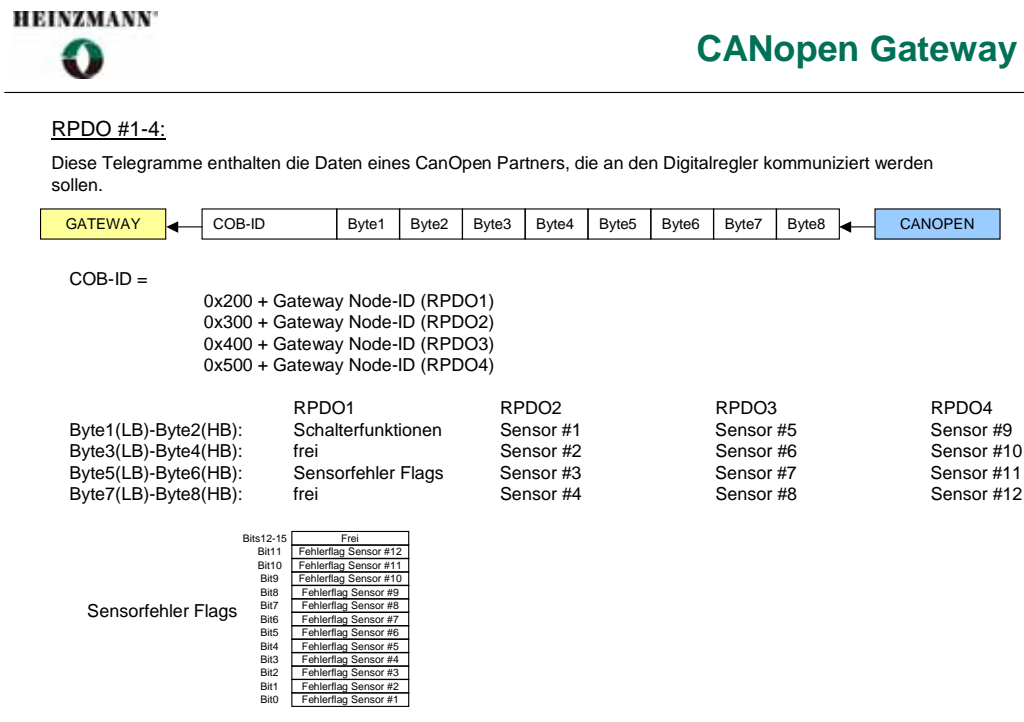 HEINZMANN®
CANopen Gateway
RPDO #1-4:
Diese Telegramme enthalten die Daten eines CanOpen Partners, die an den Digitalregler kommuniziert werden
sollen.
GATEWAY COB-ID Byte1 Byte2 Byte3 Byte4 Byte5 Byte6 Byte7 Byte8 CANOPEN
COB-ID =
0x200 + Gateway Node-ID (RPDO1)
0x300 + Gateway Node-ID (RPDO2)
0x400 + Gateway Node-ID (RPDO3)
0x500 + Gateway Node-ID (RPDO4)
RPDO1 RPDO2 RPDO3 RPDO4
Byte1(LB)-Byte2(HB): Schalterfunktionen Sensor #1 Sensor #5 Sensor #9
Byte3(LB)-Byte4(HB): frei Sensor #2 Sensor #6 Sensor #10
Byte5(LB)-Byte6(HB): Sensorfehler Flags Sensor #3 Sensor #7 Sensor #11
Byte7(LB)-Byte8(HB): frei Sensor #4 Sensor #8 Sensor #12
Bits12-15 Frei
Bit11 Fehlerflag Sensor #12
Bit10 Fehlerflag Sensor #11
Bit9 Fehlerflag Sensor #10
Bit8 Fehlerflag Sensor #9
Sensorfehler Flags Bit7 Fehlerflag Sensor #8
Bit6 Fehlerflag Sensor #7
Bit5 Fehlerflag Sensor #6
Bit4 Fehlerflag Sensor #5
Bit3 Fehlerflag Sensor #4
Bit2 Fehlerflag Sensor #3
Bit1 Fehlerflag Sensor #2
Bit0 Fehlerflag Sensor #1